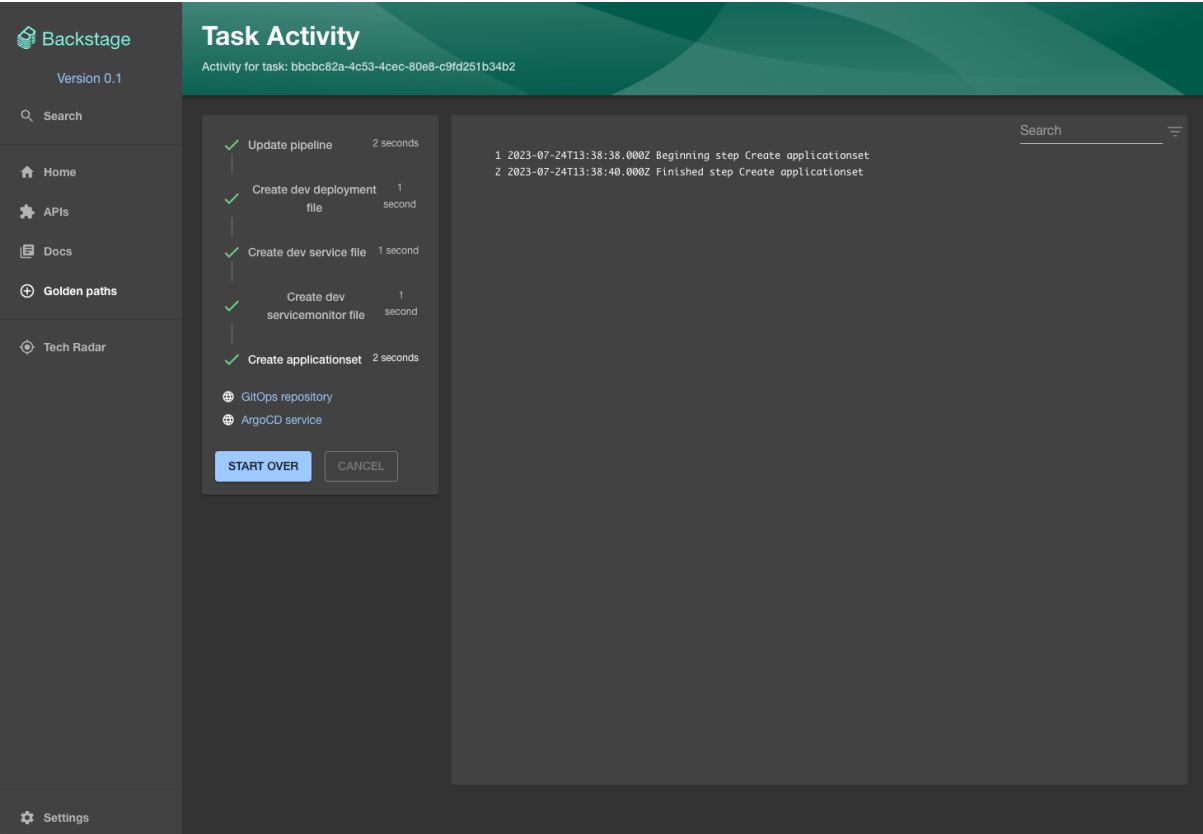 Backstage
Version 0.1
Search
Home
APIs
Docs
Golden paths
Tech Radar
Settings
Task Activity
Activity for task: bbcbc82a-4c53-4cec-80e8-c9fd251b34b2
Update pipeline 2 seconds
Create dev deployment 1
file second
Create dev service file 1 second
Create dev 1
servicemonitor file second
Create applicationset 2 seconds
GitOps repository
ArgoCD service
START OVER CANCEL
Search
1 2023-07-24T13:38:38.000Z Beginning step Create applicationset
2 2023-07-24T13:38:40.000Z Finished step Create applicationset